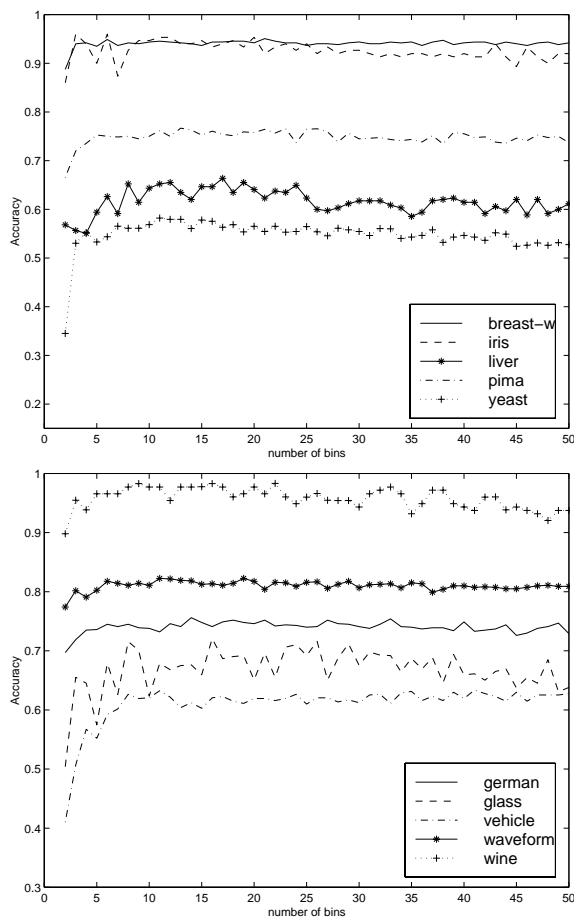 1
0.9
0.8
0.7
0.6
0.5
0.4
0.3
0.2
Accuracy
0 5 10 15 20 25 30 35 40 45 50
number of bins
breast-w
iris
liver
pima
yeast
1
0.9
0.8
0.7
0.6
0.5
0.4
0.3
Accuracy
0 5 10 15 20 25 30 35 40 45 50
number of bins
german
glass
vehicle
waveform
wine